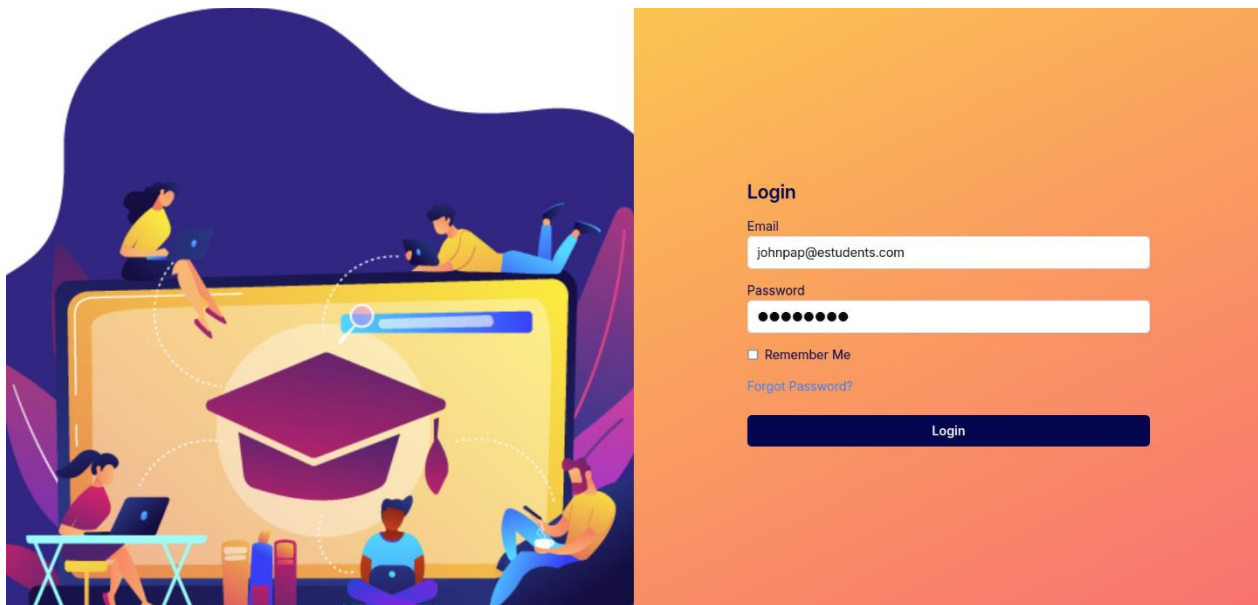 Login
Email
johnpap@estudents.com
Password
●●●●●●●●
Remember Me
Forgot Password?
Login